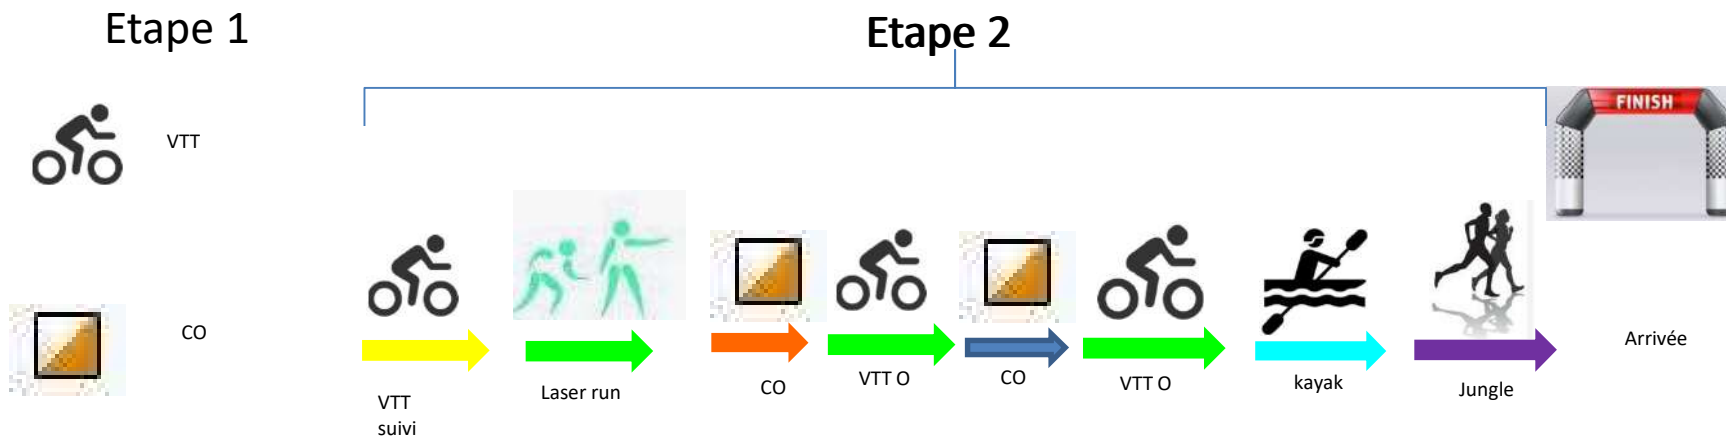 Etape 1
Etape 2
FINISH
VTT
CO
Arrivée
VTT
suivi
Laser run
CO
VTT O
CO
VTT O
kayak
Jungle